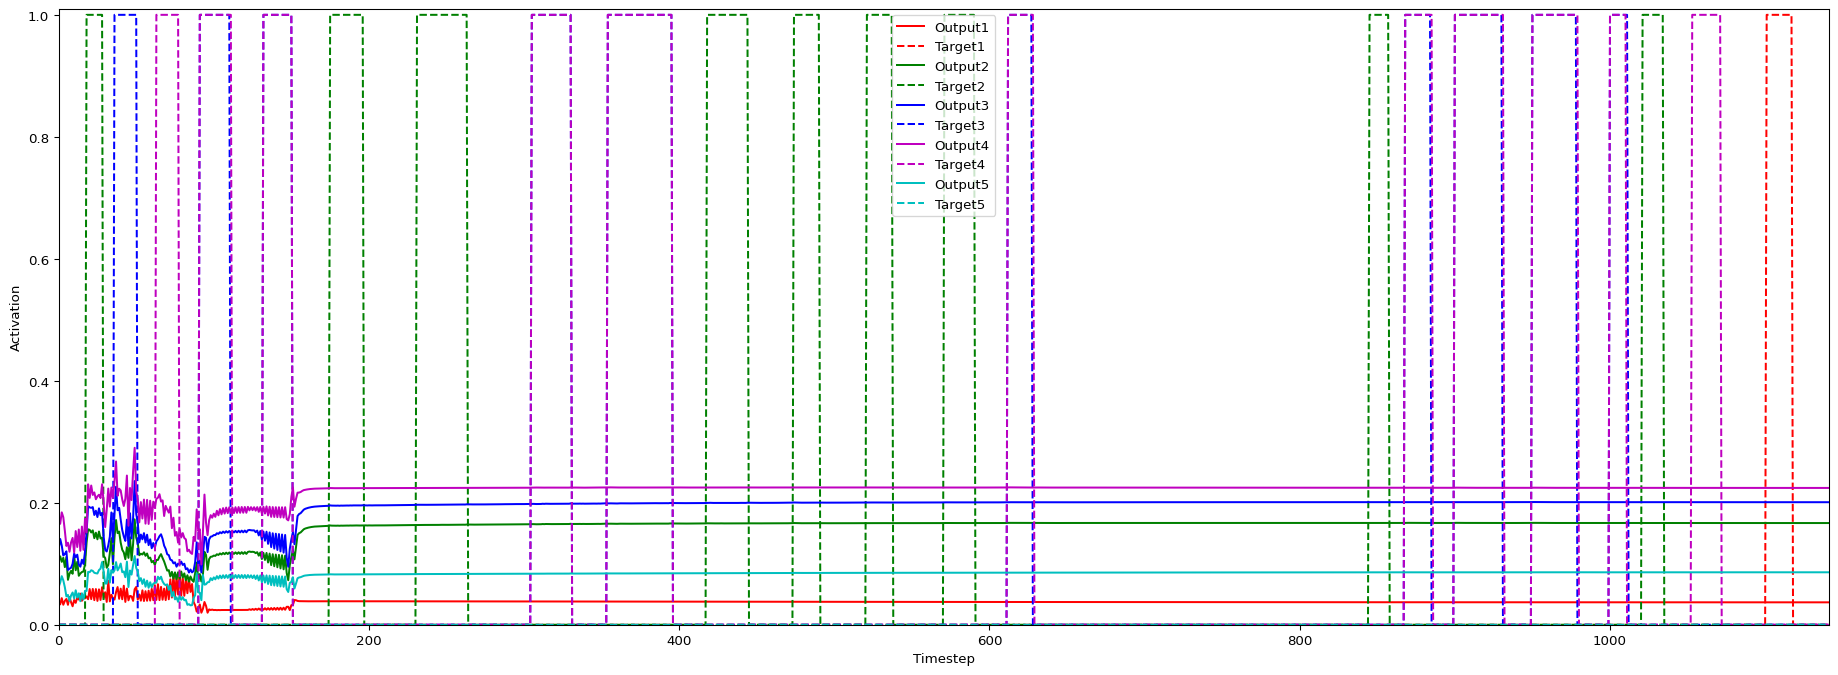 1.0
0.8
0.6
0.4
0.2
0.0
Activation
Output1
Target1
Output2
Target2
Output3
Target3
Output4
Target4
Output5
Target5
0 200 400 600 800 1000
Timestep